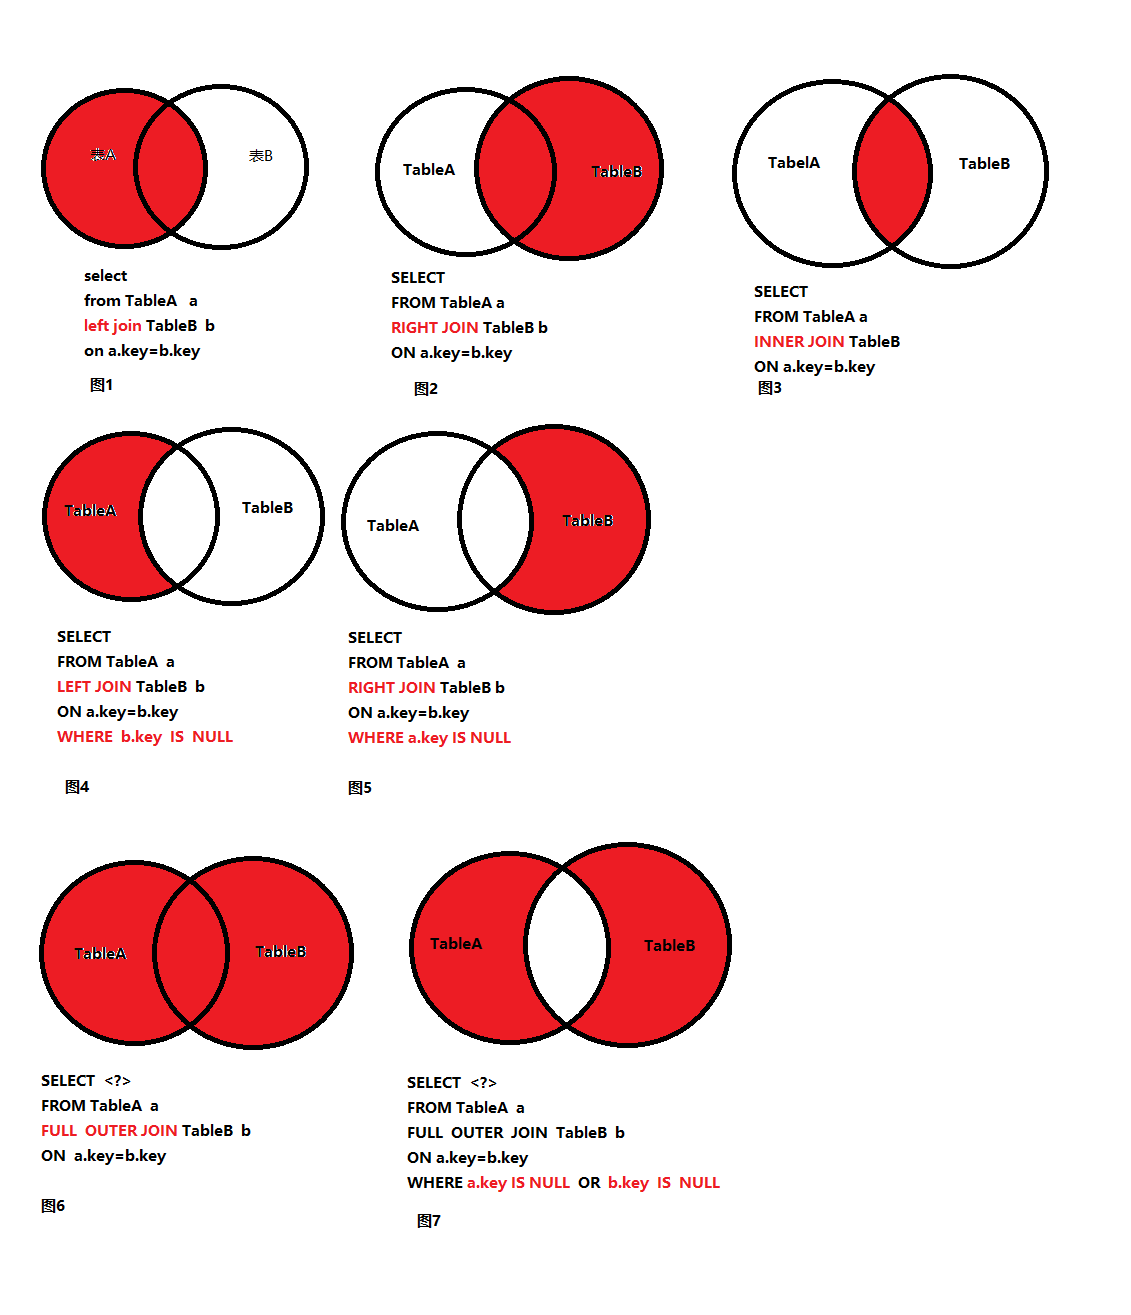 表A
表B
select
from TableA a
left join TableB b
on a.key=b.key
图1
TableA
TableB
SELECT
FROM TableA a
RIGHT JOIN TableB b
ON a.key=b.key
图2
TabelA
TableB
SELECT
FROM TableA a
INNER JOIN TableB
ON a.key=b.key
图3
TableA
TableB
SELECT
FROM TableA a
LEFT JOIN TableB b
ON a.key=b.key
WHERE b.key IS NULL
图4
TableA
TableB
SELECT
FROM TableA a
RIGHT JOIN TableB b
ON a.key=b.key
WHERE a.key IS NULL
图5
TableA
TableB
SELECT <?>
FROM TableA a
FULL OUTER JOIN TableB b
ON a.key=b.key
图6
TableA
TableB
SELECT <?>
FROM TableA a
FULL OUTER JOIN TableB b
ON a.key=b.key
WHERE a.key IS NULL OR b.key IS NULL
图7